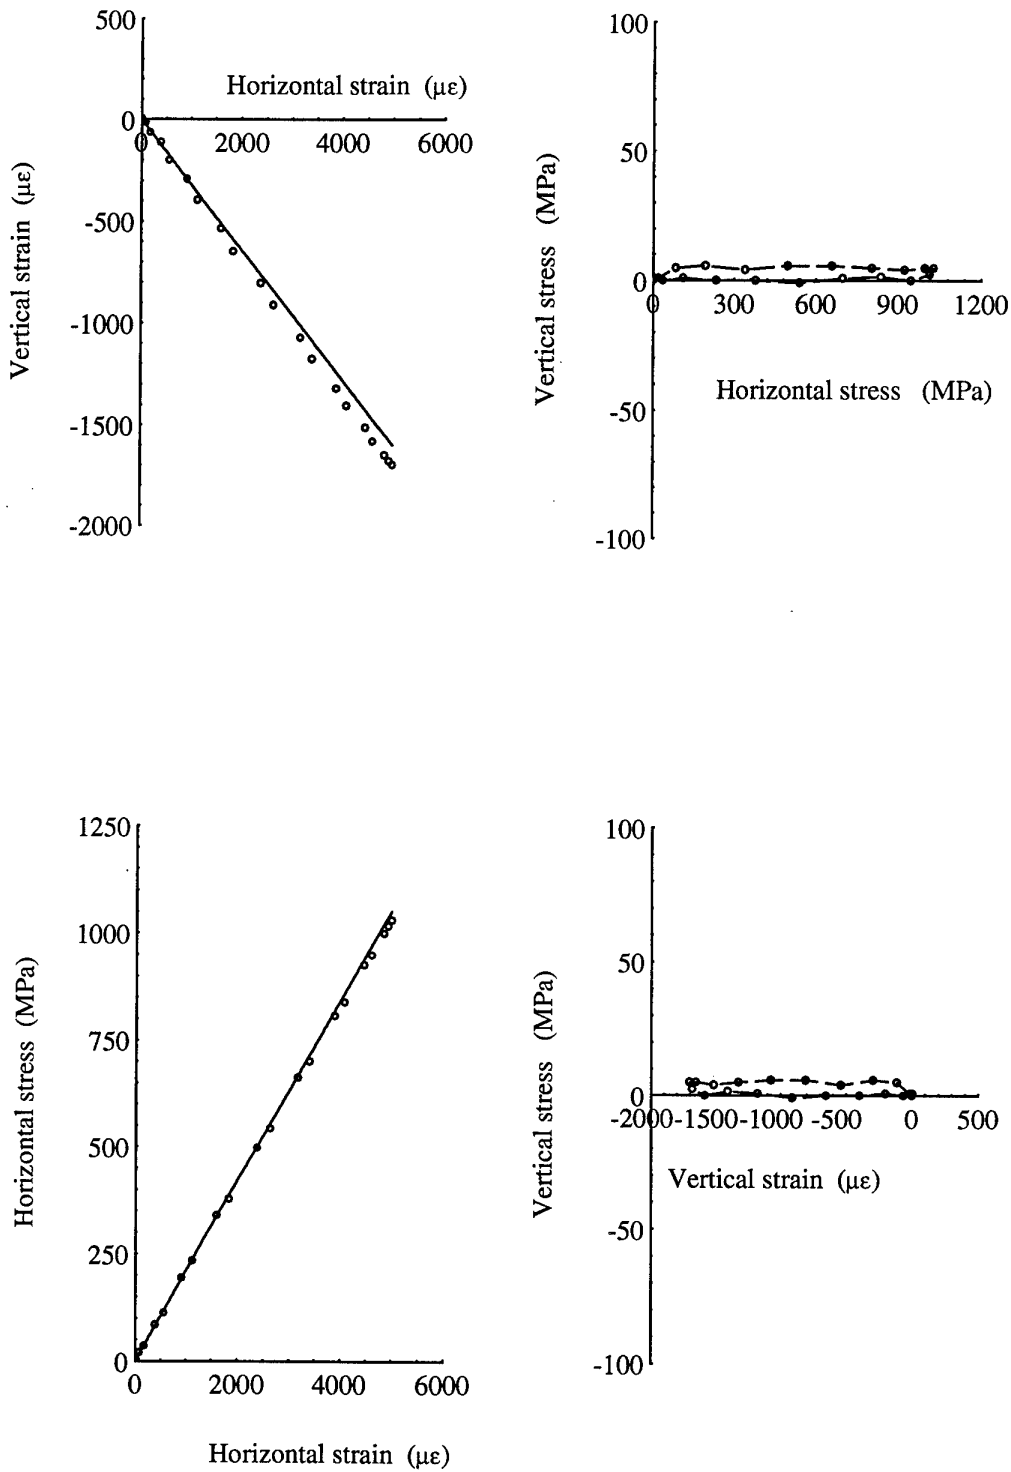 500
Horizontal strain (με)
0
0 2000 4000 6000
-500
-1000
-1500
-2000
Vertical strain (με)
100
50
0
0 300 600 900 1200
-50
-100
Vertical stress (MPa)
Horizontal stress (MPa)
1250
1000
750
500
250
0
0 2000 4000 6000
Horizontal stress (MPa)
Horizontal strain (με)
100
50
0
-2000 -1500 -1000 -500 0 500
-50
-100
Vertical stress (MPa)
Vertical strain (με)